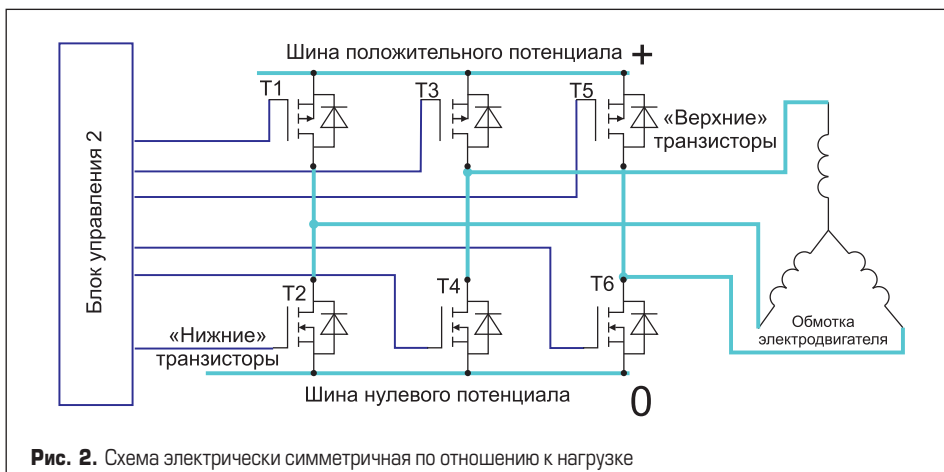 Шина положительного потенциала +
T1
T3
T5
«Верхние»
транзисторы
Блок управления 2
T2
T4
T6
«Нижние»
транзисторы
Обмотка
электродвигателя
Шина нулевого потенциала 0
Рис. 2. Схема электрически симметричная по отношению к нагрузке